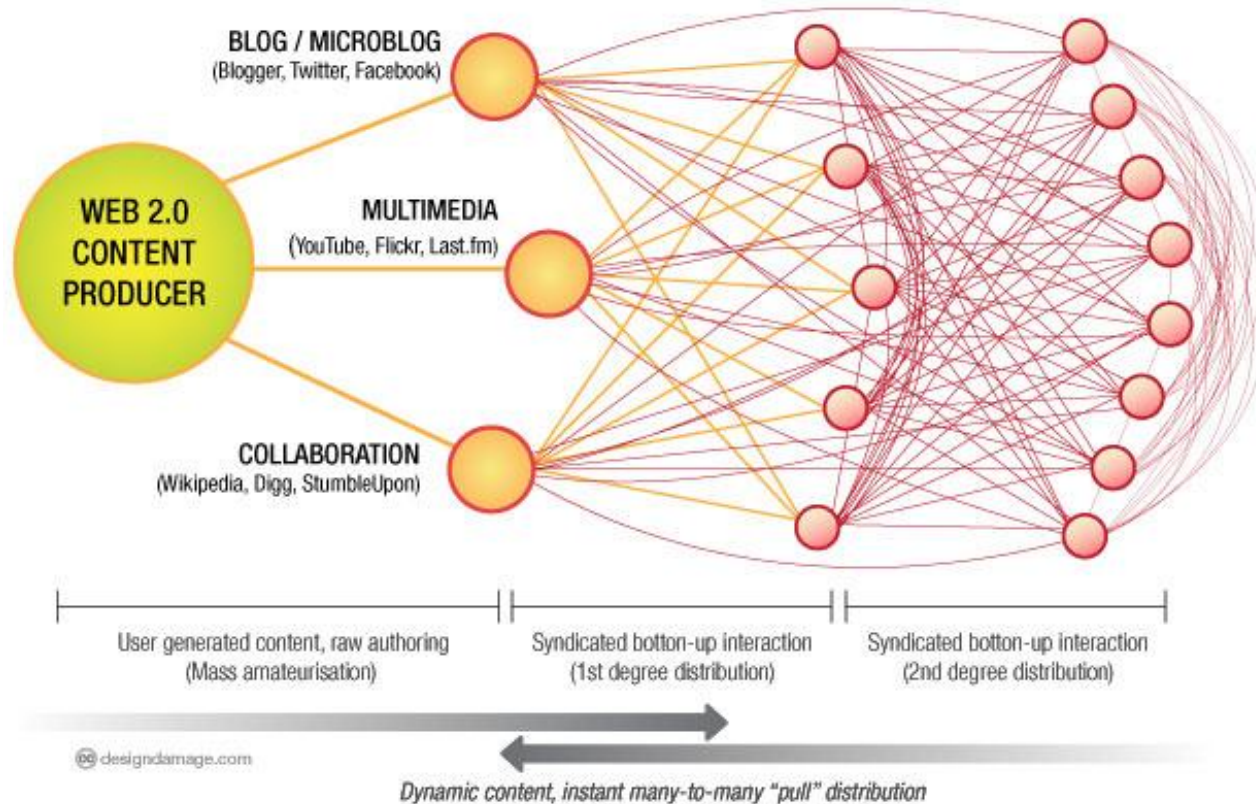 BLOG / MICROBLOG
(Blogger, Twitter, Facebook)
WEB 2.0
CONTENT
PRODUCER
MULTIMEDIA
(YouTube, Flickr, Last.fm)
COLLABORATION
(Wikipedia, Digg, StumbleUpon)
User generated content, raw authoring
(Mass amateurisation)
Syndicated botton-up interaction
(1st degree distribution)
Syndicated botton-up interaction
(2nd degree distribution)
cc designdamage.com
Dynamic content, instant many-to-many “pull” distribution